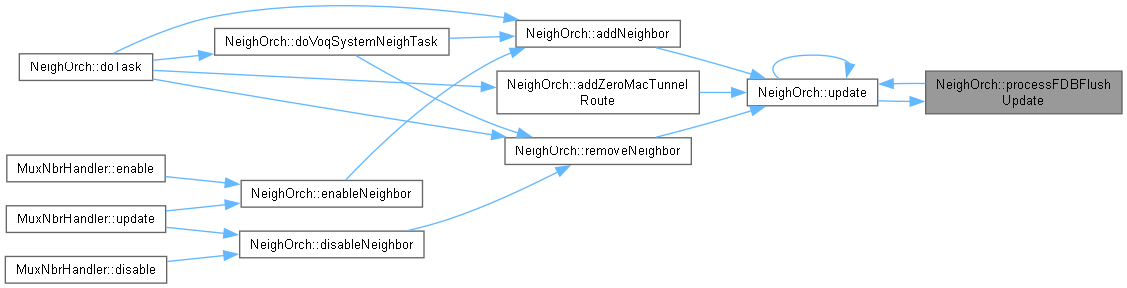 NeighOrch::doTask
NeighOrch::doVoqSystemNeighTask
NeighOrch::addNeighbor
NeighOrch::addZeroMacTunnel
Route
NeighOrch::update
NeighOrch::processFDBFlush
Update
NeighOrch::removeNeighbor
MuxNbrHandler::enable
NeighOrch::enableNeighbor
MuxNbrHandler::update
NeighOrch::disableNeighbor
MuxNbrHandler::disable